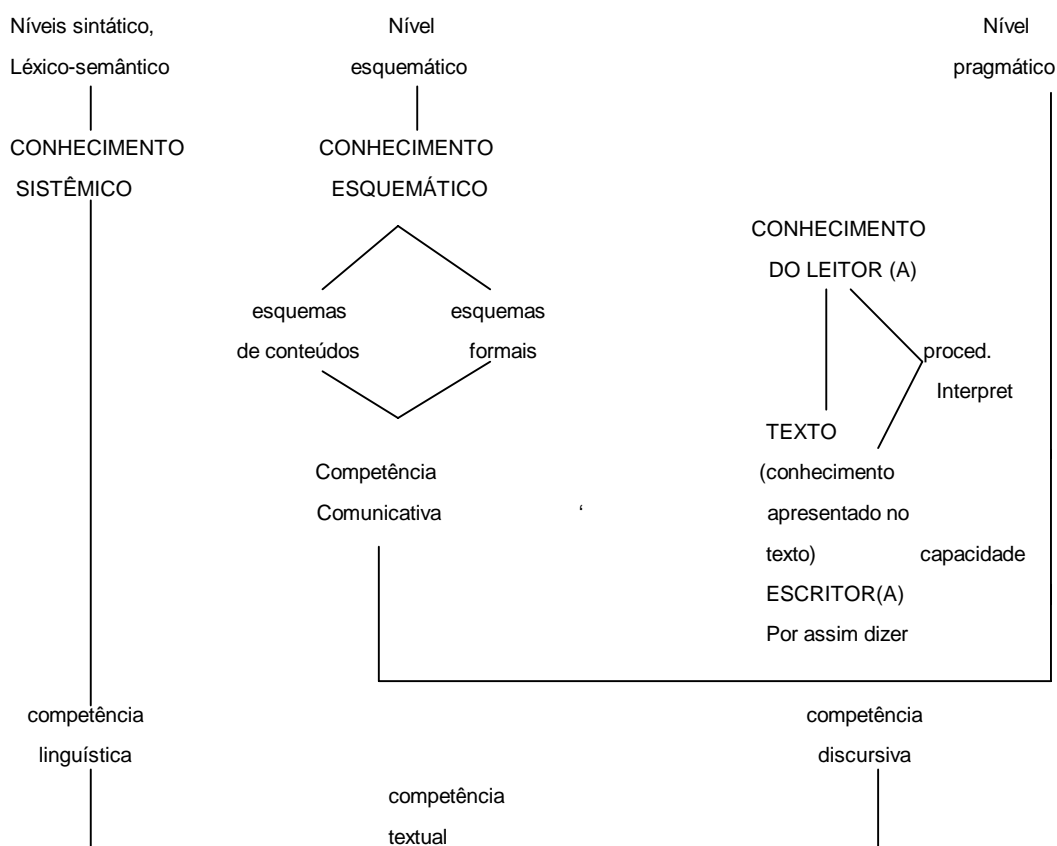 Níveis sintático,
Léxico-semântico
CONHECIMENTO
SISTÊMICO
Nível
esquemático
CONHECIMENTO
ESQUEMÁTICO
esquemas
de conteúdos
esquemas
formais
Competência
Comunicativa
‘
Nível
pragmático
CONHECIMENTO
DO LEITOR (A)
proced.
Interpret
TEXTO
(conhecimento
apresentado no
texto) capacidade
ESCRITOR(A)
Por assim dizer
competência
linguística
competência
discursiva
competência
textual